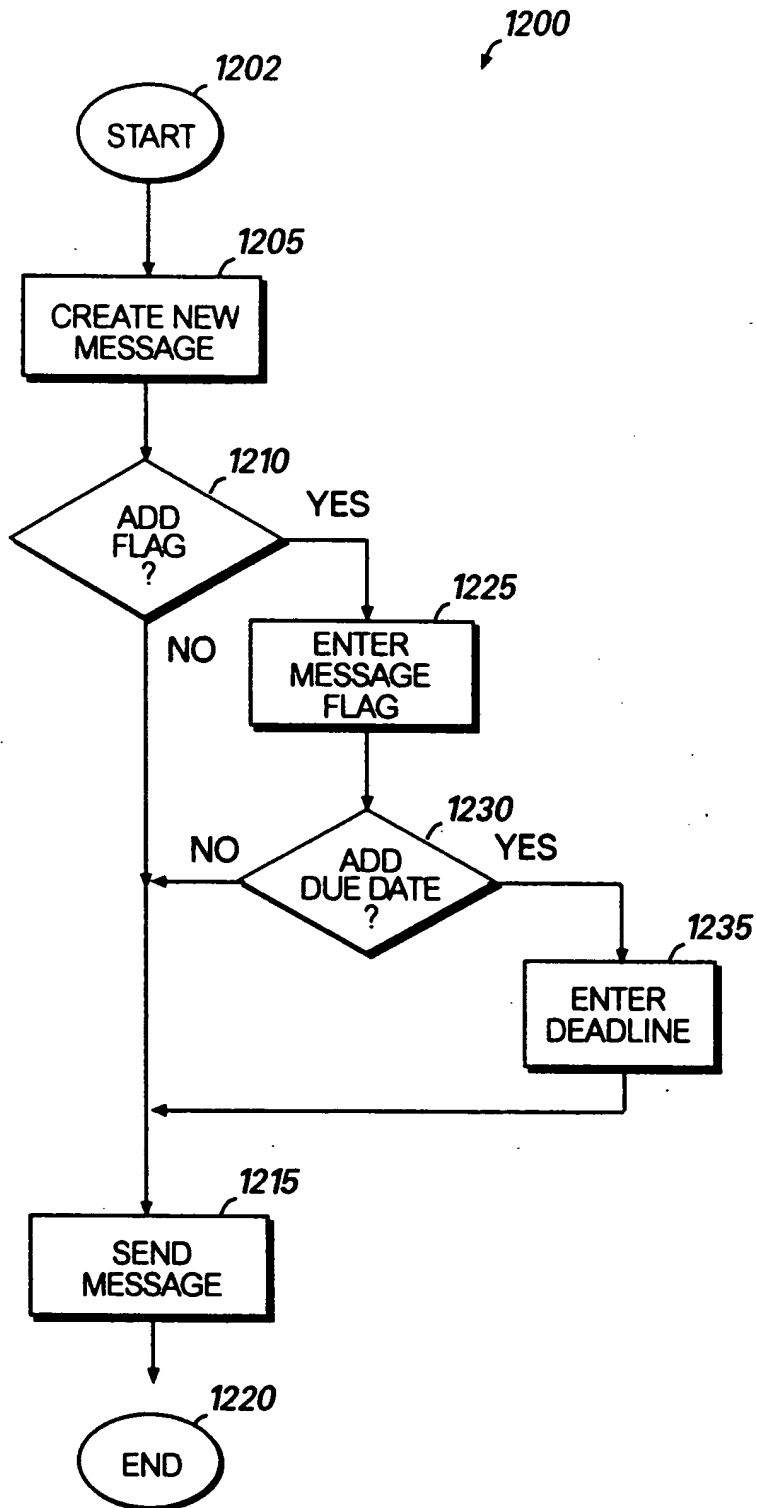 1200
1202
START
1205
CREATE NEW
MESSAGE
1210
ADD
FLAG
?
YES
NO
1225
ENTER
MESSAGE
FLAG
1230
ADD
DUE DATE
?
NO
YES
1235
ENTER
DEADLINE
1215
SEND
MESSAGE
1220
END